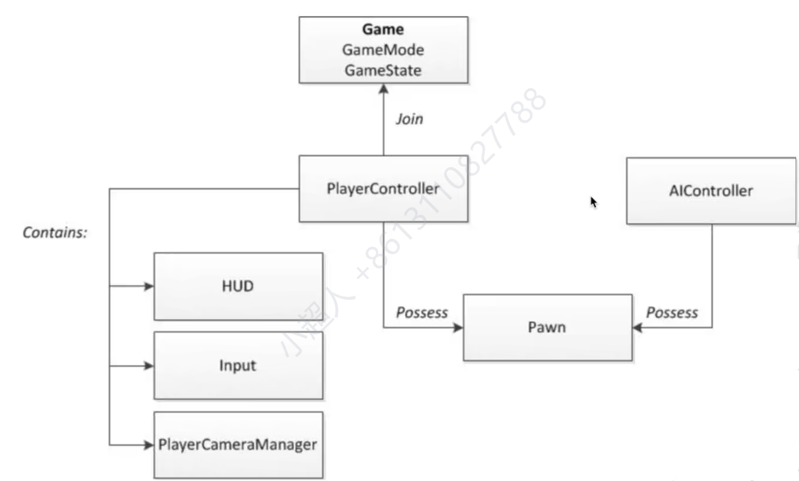 Game
GameMode
GameState
Join
PlayerController
AIController
Contains:
HUD
Possess
Possess
Pawn
Input
PlayerCameraManager
小超人 +8613110827788